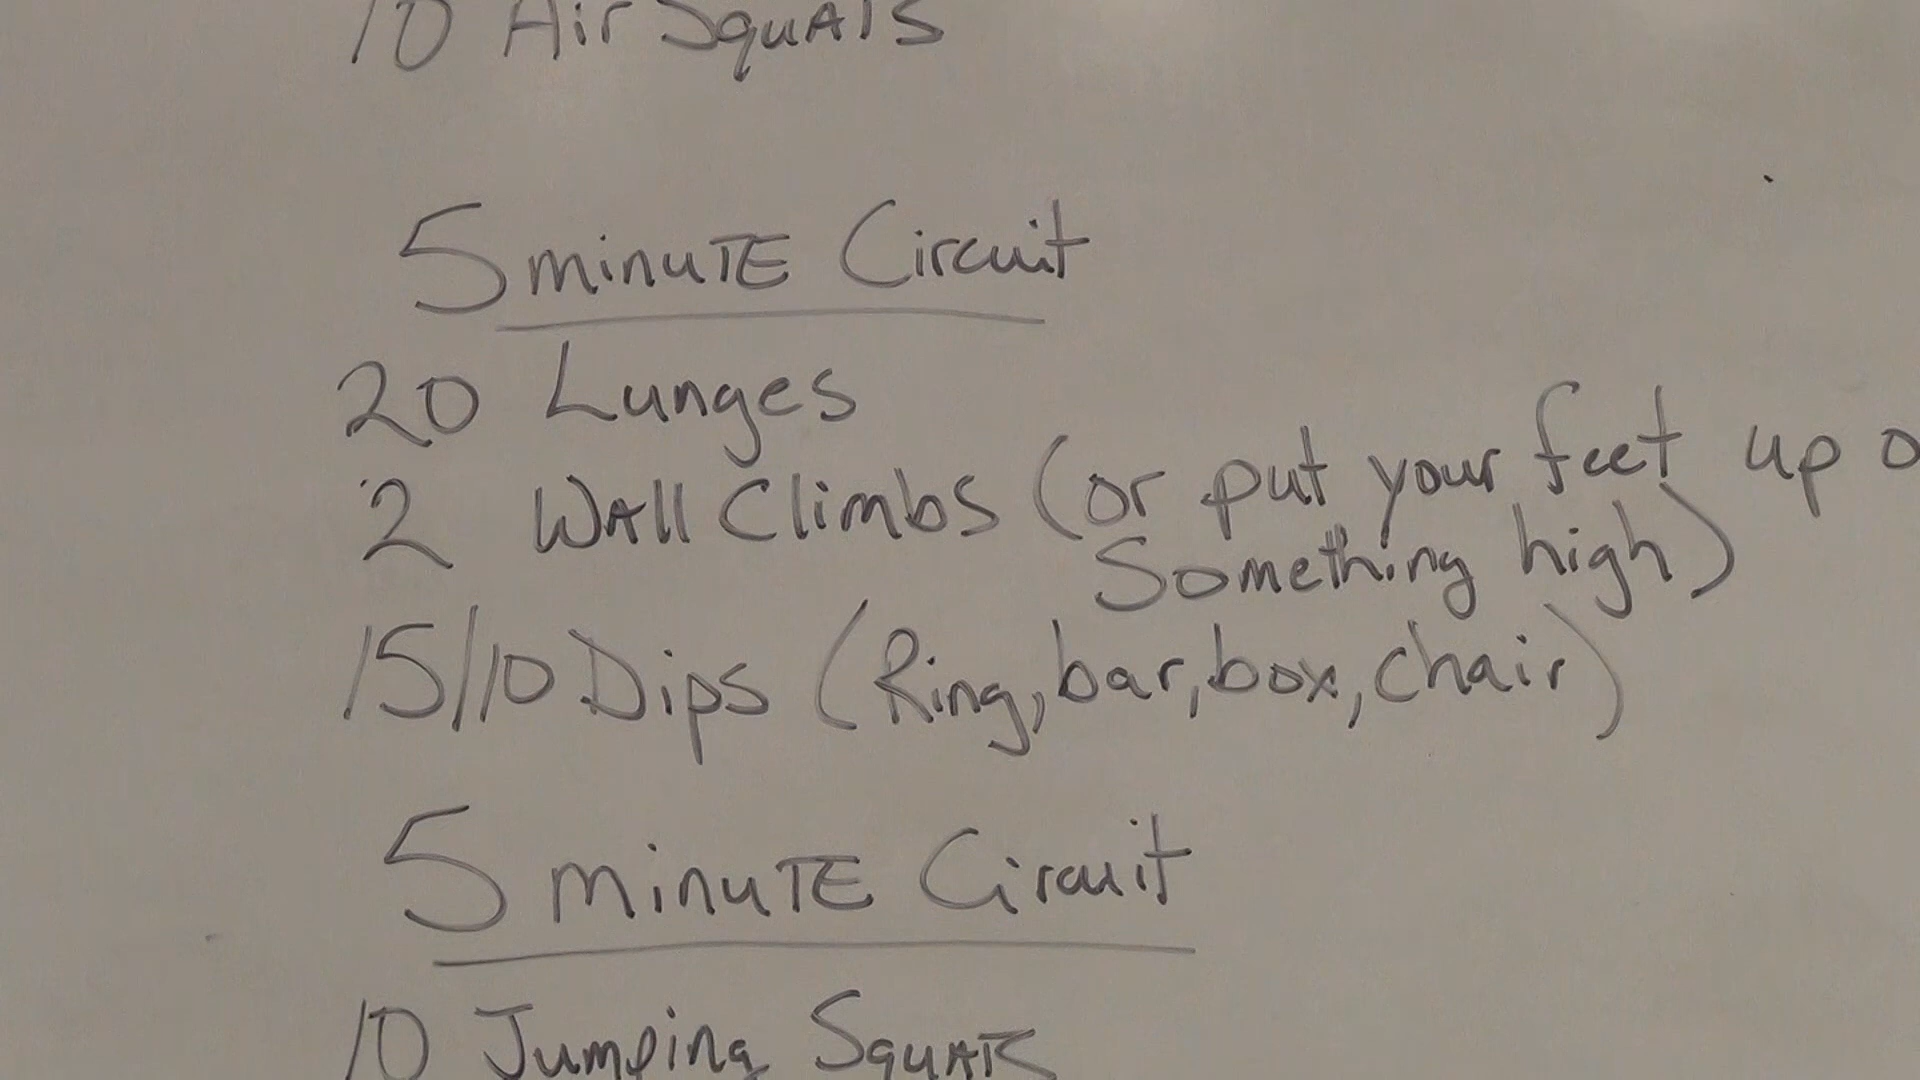 10 Air Squats
5 minute Circuit
20 Lunges
2 Wall Climbs (or put your feet up
Something high)
15/10 Dips (Ring, bar, box, chair)
5 minute Circuit
10 Jumping Squats